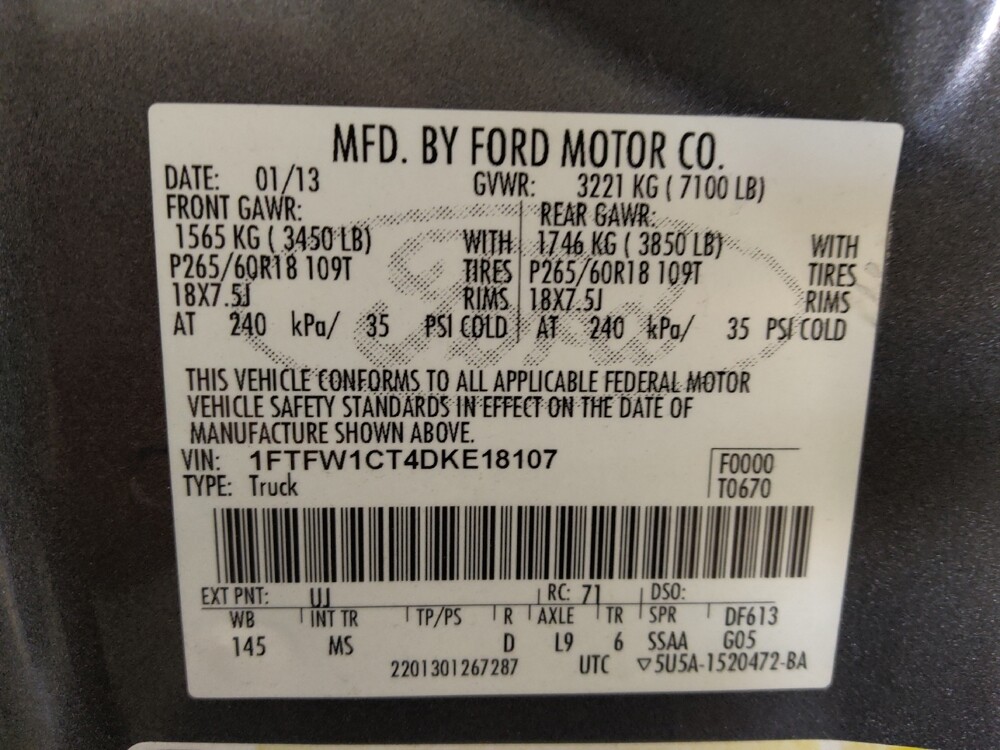 MFD. BY FORD MOTOR CO.
DATE: 01/13 GVWR: 3221 KG ( 7100 LB)
FRONT GAWR: REAR GAWR:
1565 KG ( 3450 LB) WITH 1746 KG ( 3850 LB) WITH
P265/60R18 109T TIRES P265/60R18 109T TIRES
18X7.5J RIMS 18X7.5J RIMS
AT 240 kPa/ 35 PSI COLD AT 240 kPa/ 35 PSI COLD
THIS VEHICLE CONFORMS TO ALL APPLICABLE FEDERAL MOTOR
VEHICLE SAFETY STANDARDS IN EFFECT ON THE DATE OF
MANUFACTURE SHOWN ABOVE.
VIN: 1FTFW1CT4DKE18107 F0000
TYPE: Truck T0670
EXT PNT: UJ RC: 71 DSO:
WB INT TR TP/PS R AXLE TR SPR DF613
145 MS D L9 6 SSAA G05
2201301267287 UTC ▽5U5A-1520472-BA